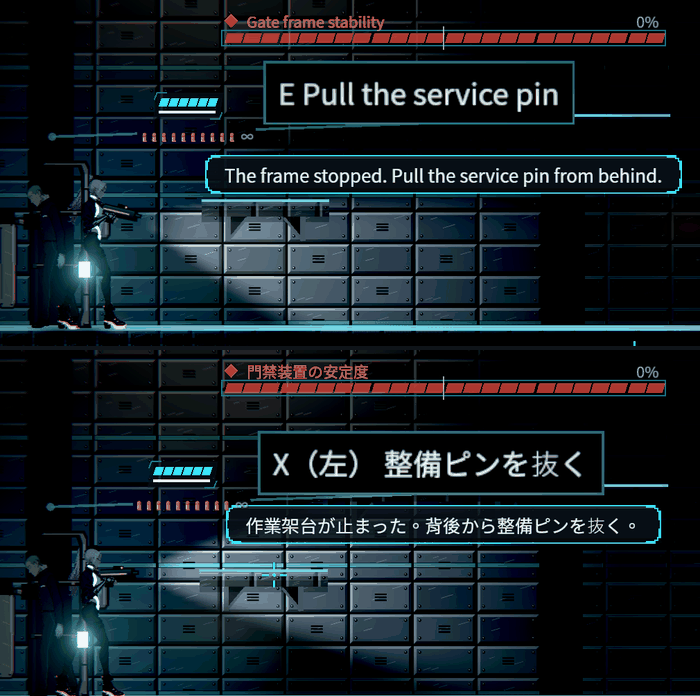 Gate frame stability 0%
E Pull the service pin
∞
The frame stopped. Pull the service pin from behind.
門禁装置の安定度 0%
X（左） 整備ピンを抜く
∞
作業架台が止まった。背後から整備ピンを抜く。